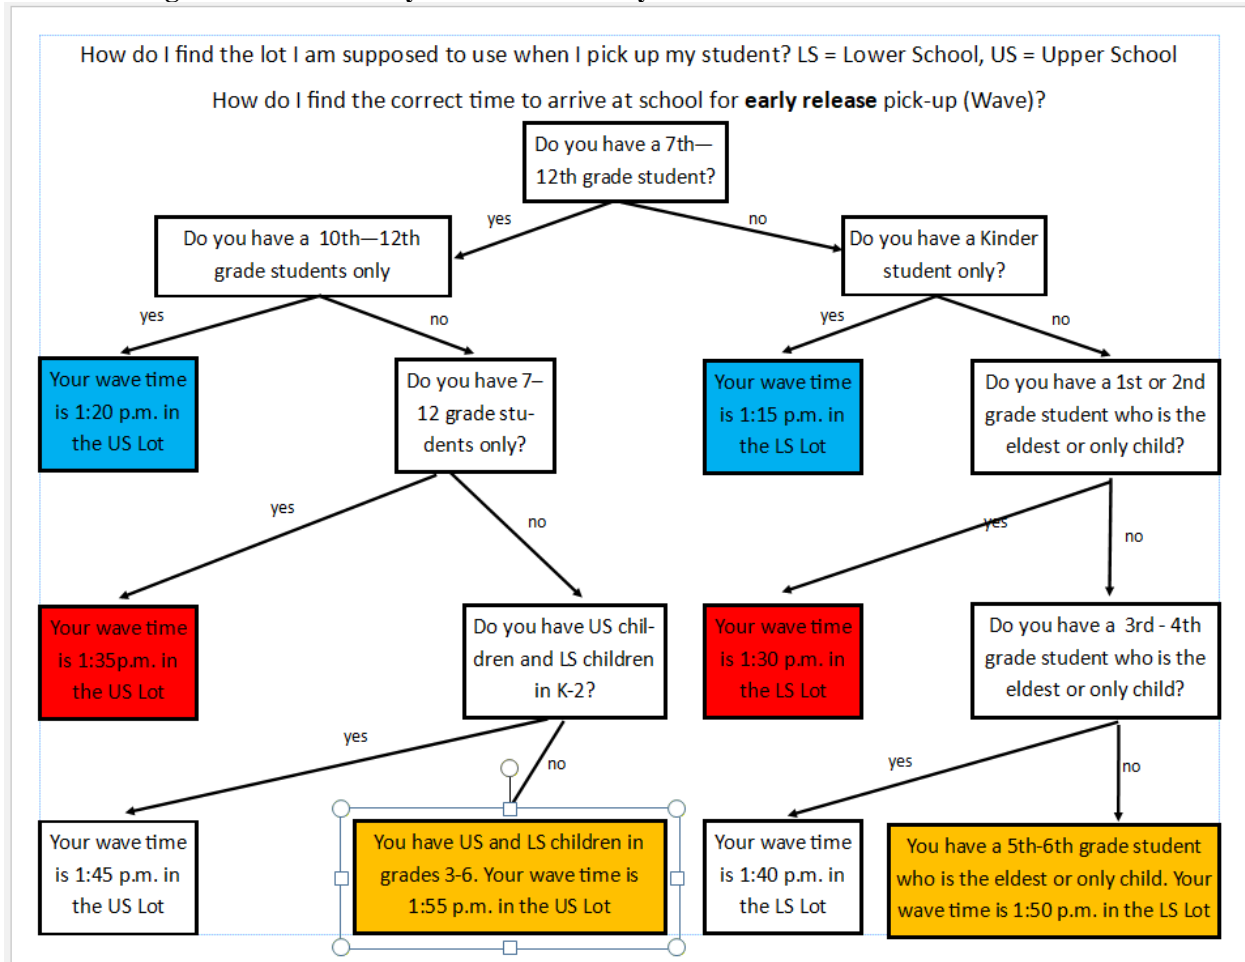 How do I find the lot I am supposed to use when I pick up my student? LS = Lower School, US = Upper School
How do I find the correct time to arrive at school for early release pick-up (Wave)?
Do you have a 7th—
12th grade student?
yes
no
Do you have a  10th—12th
grade students only
Do you have a Kinder
student only?
yes
no
yes
no
Your wave time
is 1:20 p.m. in
the US Lot
Do you have 7–
12 grade stu-
dents only?
Your wave time
is 1:15 p.m. in
the LS Lot
Do you have a 1st or 2nd
grade student who is the
eldest or only child?
yes
no
yes
no
Your wave time
is 1:35p.m. in
the US Lot
Do you have US chil-
dren and LS children
in K-2?
Your wave time
is 1:30 p.m. in
the LS Lot
Do you have a  3rd - 4th
grade student who is the
eldest or only child?
yes
no
yes
no
Your wave time
is 1:45 p.m. in
the US Lot
You have US and LS children in
grades 3-6. Your wave time is
1:55 p.m. in the US Lot
Your wave time
is 1:40 p.m. in
the LS Lot
You have a 5th-6th grade student
who is the eldest or only child. Your
wave time is 1:50 p.m. in the LS Lot